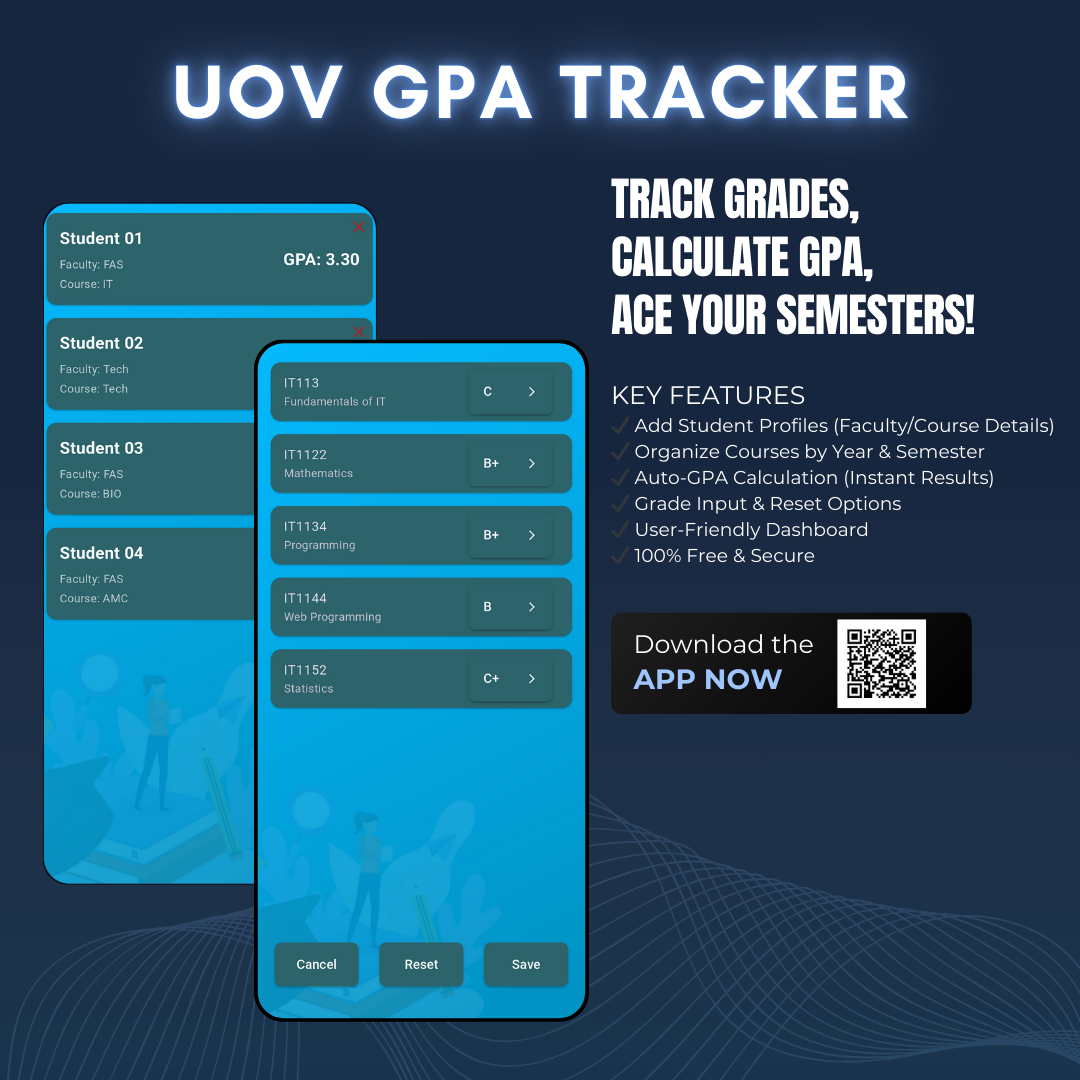 UOV GPA TRACKER
TRACK GRADES,
CALCULATE GPA,
ACE YOUR SEMESTERS!
KEY FEATURES
Add Student Profiles (Faculty/Course Details)
Organize Courses by Year & Semester
Auto-GPA Calculation (Instant Results)
Grade Input & Reset Options
User-Friendly Dashboard
100% Free & Secure
Download the
APP NOW
Student 01
Faculty: FAS
Course: IT
GPA: 3.30
Student 02
Faculty: Tech
Course: Tech
Student 03
Faculty: FAS
Course: BIO
Student 04
Faculty: FAS
Course: AMC
IT113
Fundamentals of IT
C
IT1122
Mathematics
B+
IT1134
Programming
B+
IT1144
Web Programming
B
IT1152
Statistics
C+
Cancel
Reset
Save